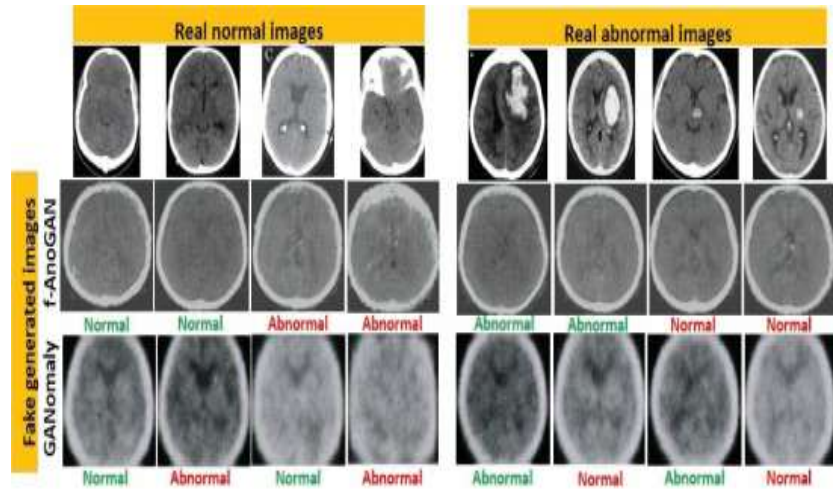 Real normal images
Real abnormal images
Fake generated images
f-AnoGAN
Normal Normal Abnormal Abnormal
Abnormal Abnormal Normal Normal
GANomaly
Normal Abnormal Normal Abnormal
Abnormal Normal Abnormal Normal